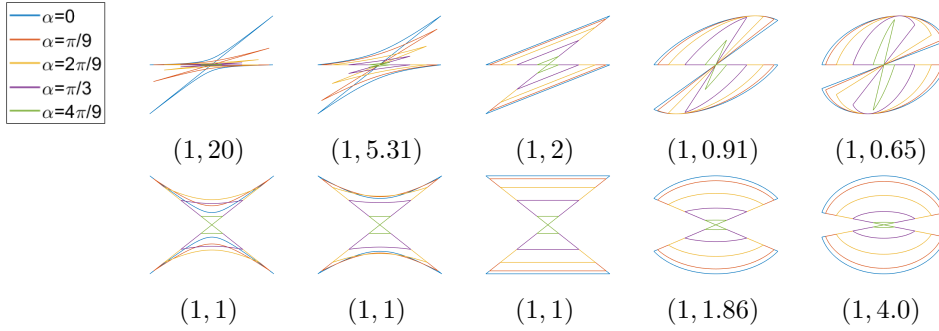 α=0
α=π/9
α=2π/9
α=π/3
α=4π/9
(1, 20) (1, 5.31) (1, 2) (1, 0.91) (1, 0.65)
(1, 1) (1, 1) (1, 1) (1, 1.86) (1, 4.0)